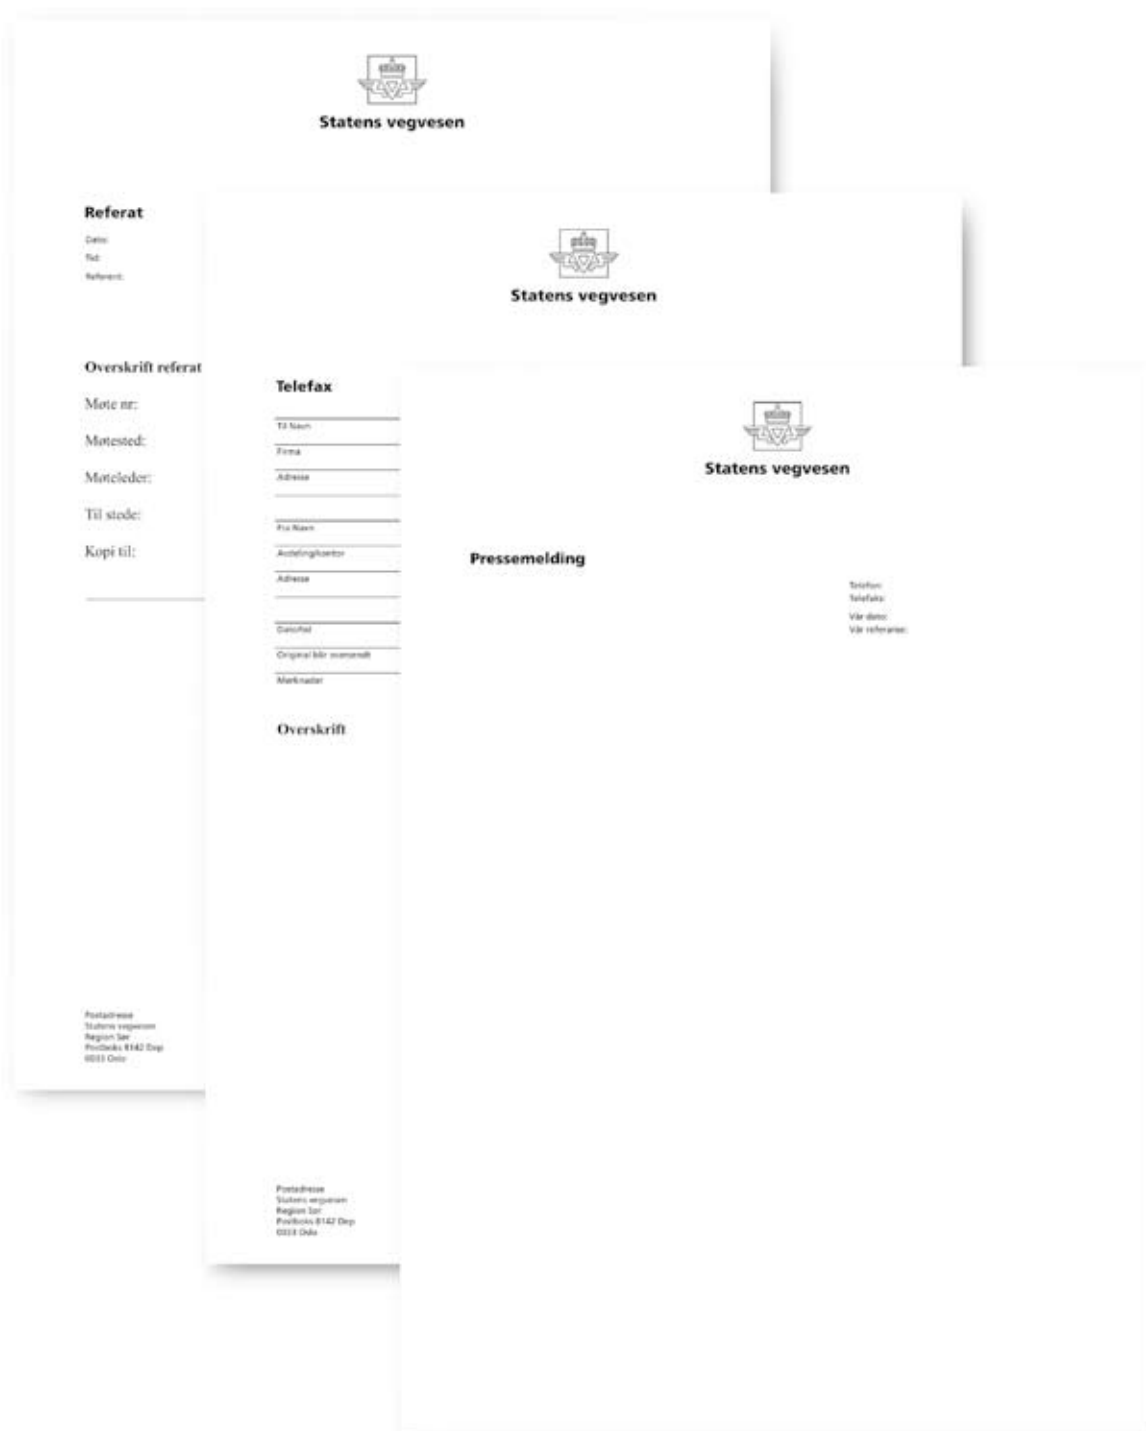 Statens vegvesen
Referat
Dato:
Tid:
Referent:
Overskrift referat
Møte nr:
Møtested:
Møteleder:
Til stede:
Kopi til:
Postadresse
Statens vegvesen
Region Sør
Postboks 8142 Dep
0033 Oslo
Statens vegvesen
Telefax
Til Navn
Firma
Adresse
Fra Navn
Avdeling/kontor
Adresse
Dato/tid
Original blir oversendt
Merknader
Overskrift
Postadresse
Statens vegvesen
Region Sør
Postboks 8142 Dep
0033 Oslo
Statens vegvesen
Pressemelding
Telefon:
Telefaks:
Vår dato:
Vår referanse: